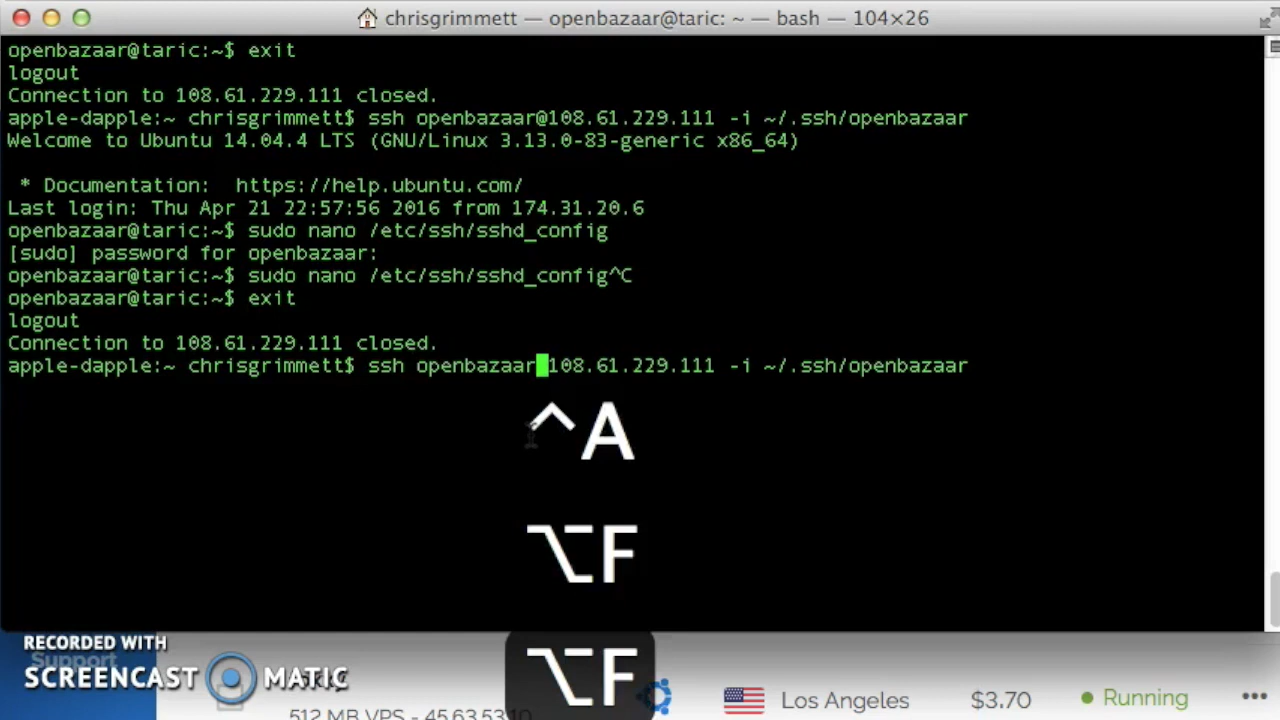 chrisgrimmett — openbazaar@taric: ~ — bash — 104×26
openbazaar@taric:~$ exit
logout
Connection to 108.61.229.111 closed.
apple-dapple:~ chrisgrimmett$ ssh openbazaar@108.61.229.111 -i ~/.ssh/openbazaar
Welcome to Ubuntu 14.04.4 LTS (GNU/Linux 3.13.0-83-generic x86_64)
* Documentation:  https://help.ubuntu.com/
Last login: Thu Apr 21 22:57:56 2016 from 174.31.20.6
openbazaar@taric:~$ sudo nano /etc/ssh/sshd_config
[sudo] password for openbazaar:
openbazaar@taric:~$ sudo nano /etc/ssh/sshd_config^C
openbazaar@taric:~$ exit
logout
Connection to 108.61.229.111 closed.
apple-dapple:~ chrisgrimmett$ ssh openbazaar 108.61.229.111 -i ~/.ssh/openbazaar
^A
⌥F
⌥F
RECORDED WITH
SCREENCAST MATIC
Support
512 MB VPS - 45.63.53.10
Los Angeles $3.70 Running •••